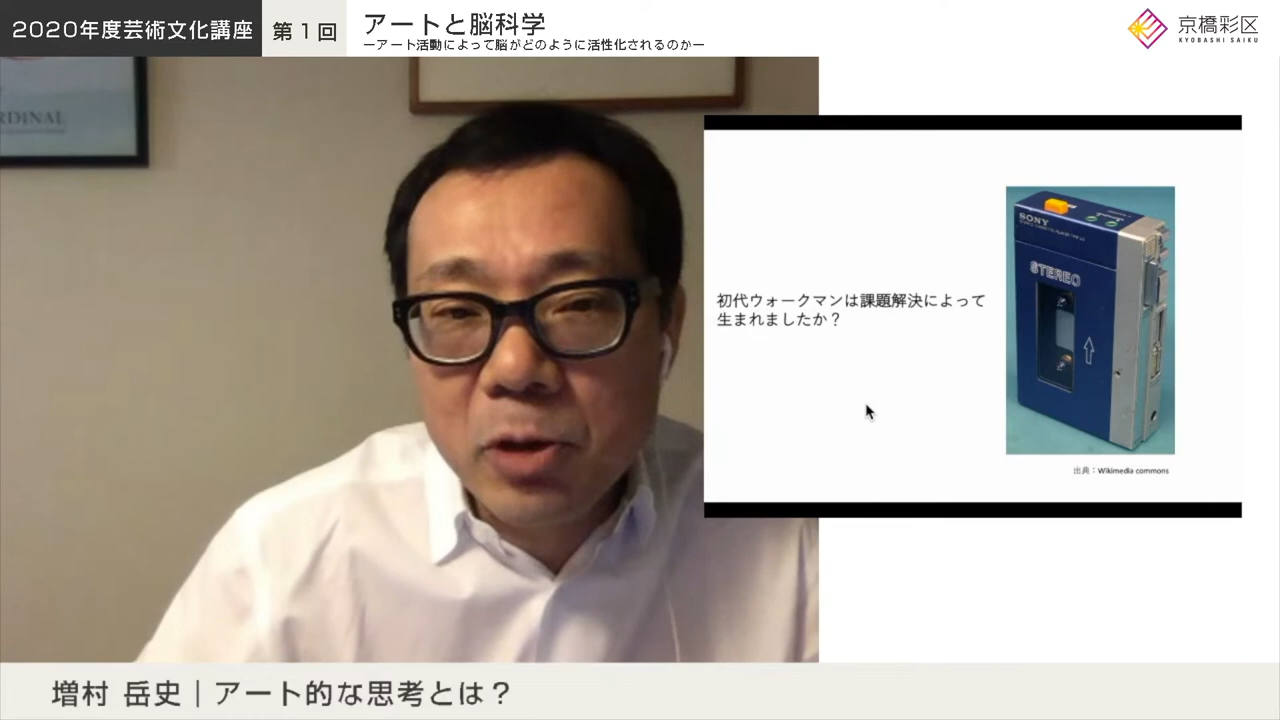 2020年度芸術文化講座
第1回
アートと脳科学
ーアート活動によって脳がどのように活性化されるのかー
京橋彩区
KYOBASHI SAIKU
RDINAL
SONY
STEREO
初代ウォークマンは課題解決によって
生まれましたか？
出典：Wikimedia commons
増村 岳史｜アート的な思考とは？